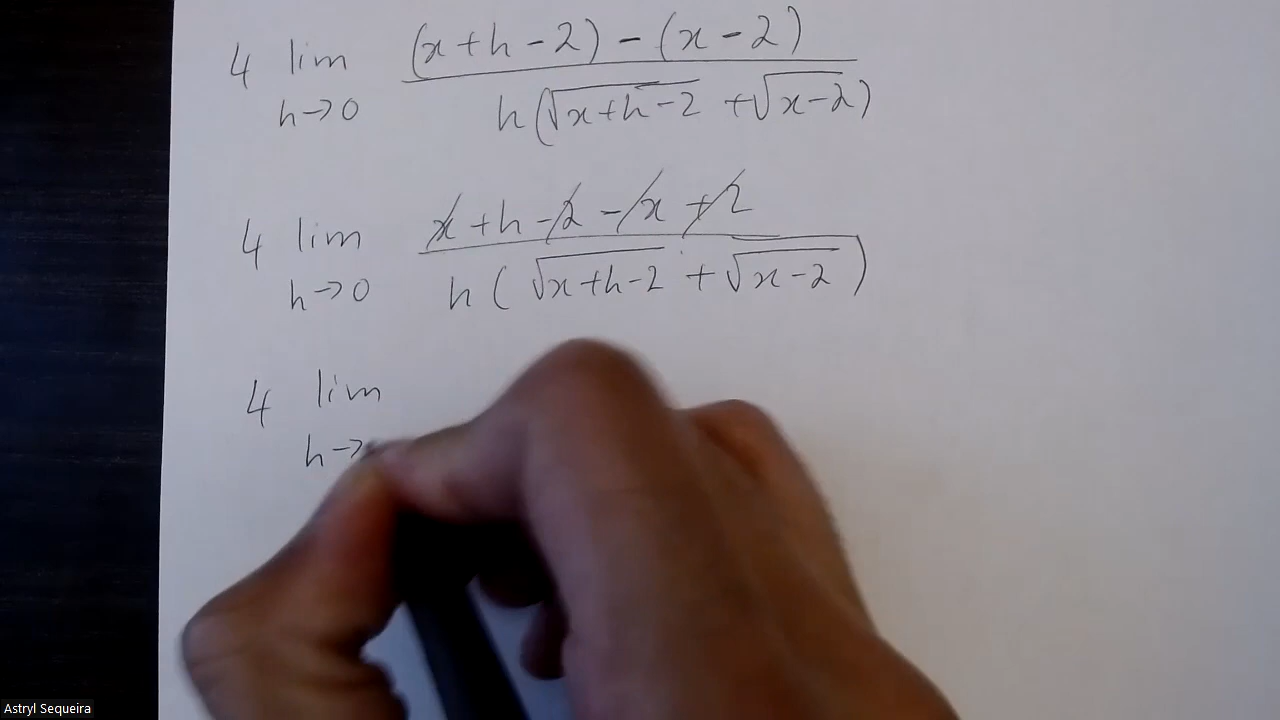 4 lim (x+h-2) - (x-2)
h→0 h(√x+h-2 + √x-2)
4 lim x +h -2 - x +2
h→0 h ( √x+h-2 + √x-2 )
4 lim
h→
Astryl Sequeira